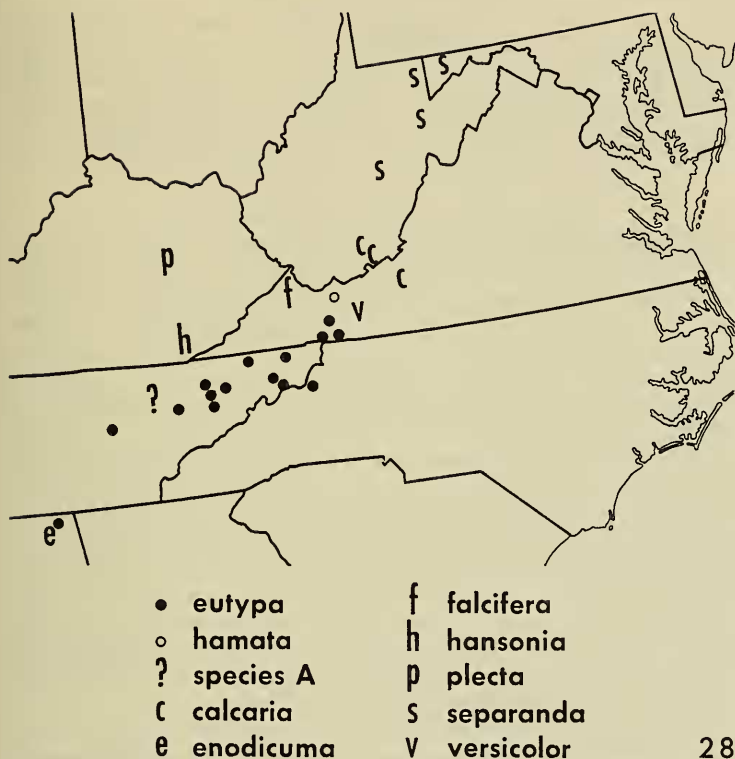 s s
s
s
c c
c
p
f
v
h
?
e
● eutypa
○ hamata
? species A
c calcaria
e enodicuma
f falcifera
h hansonia
p plecta
s separanda
v versicolor
28